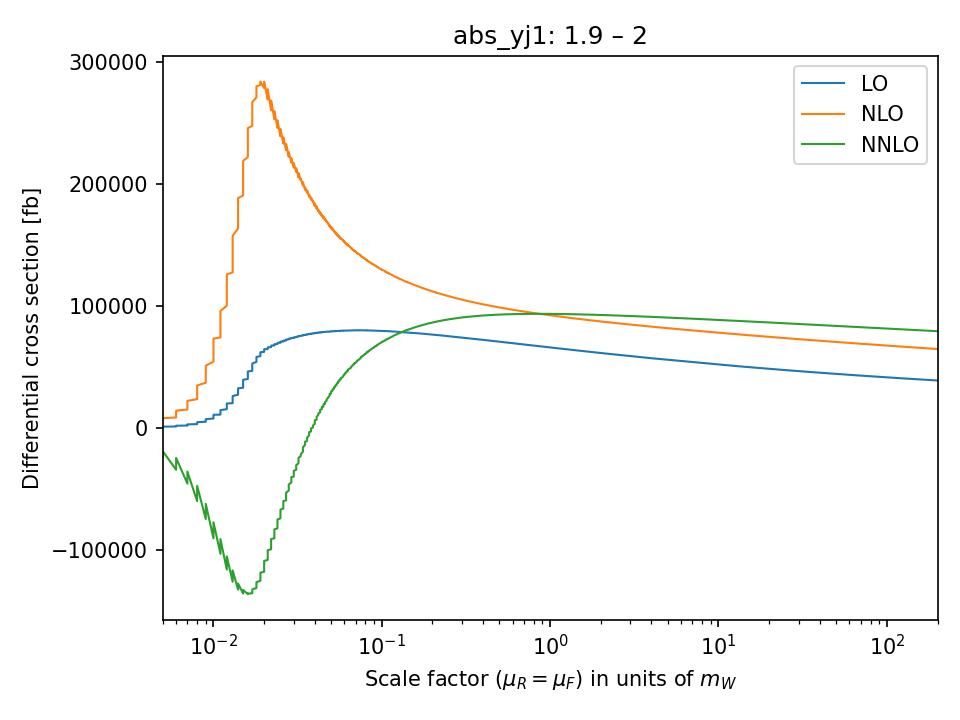 abs_yj1: 1.9 – 2
300000
200000
100000
0
−100000
Differential cross section [fb]
LO
NLO
NNLO
10⁻² 10⁻¹ 10⁰ 10¹ 10²
Scale factor (μ_R = μ_F) in units of m_W